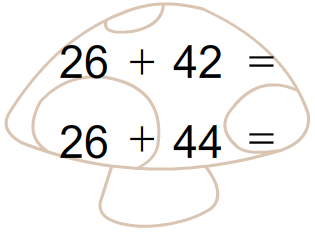 26 + 42 =
26 + 44 =